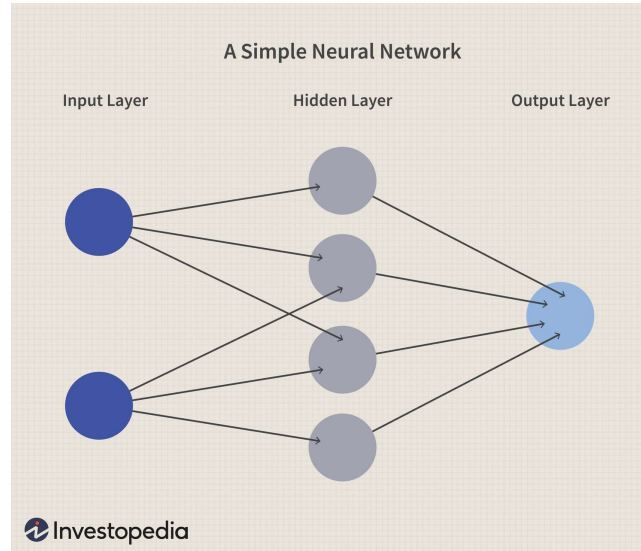 A Simple Neural Network
Input Layer Hidden Layer Output Layer
Investopedia